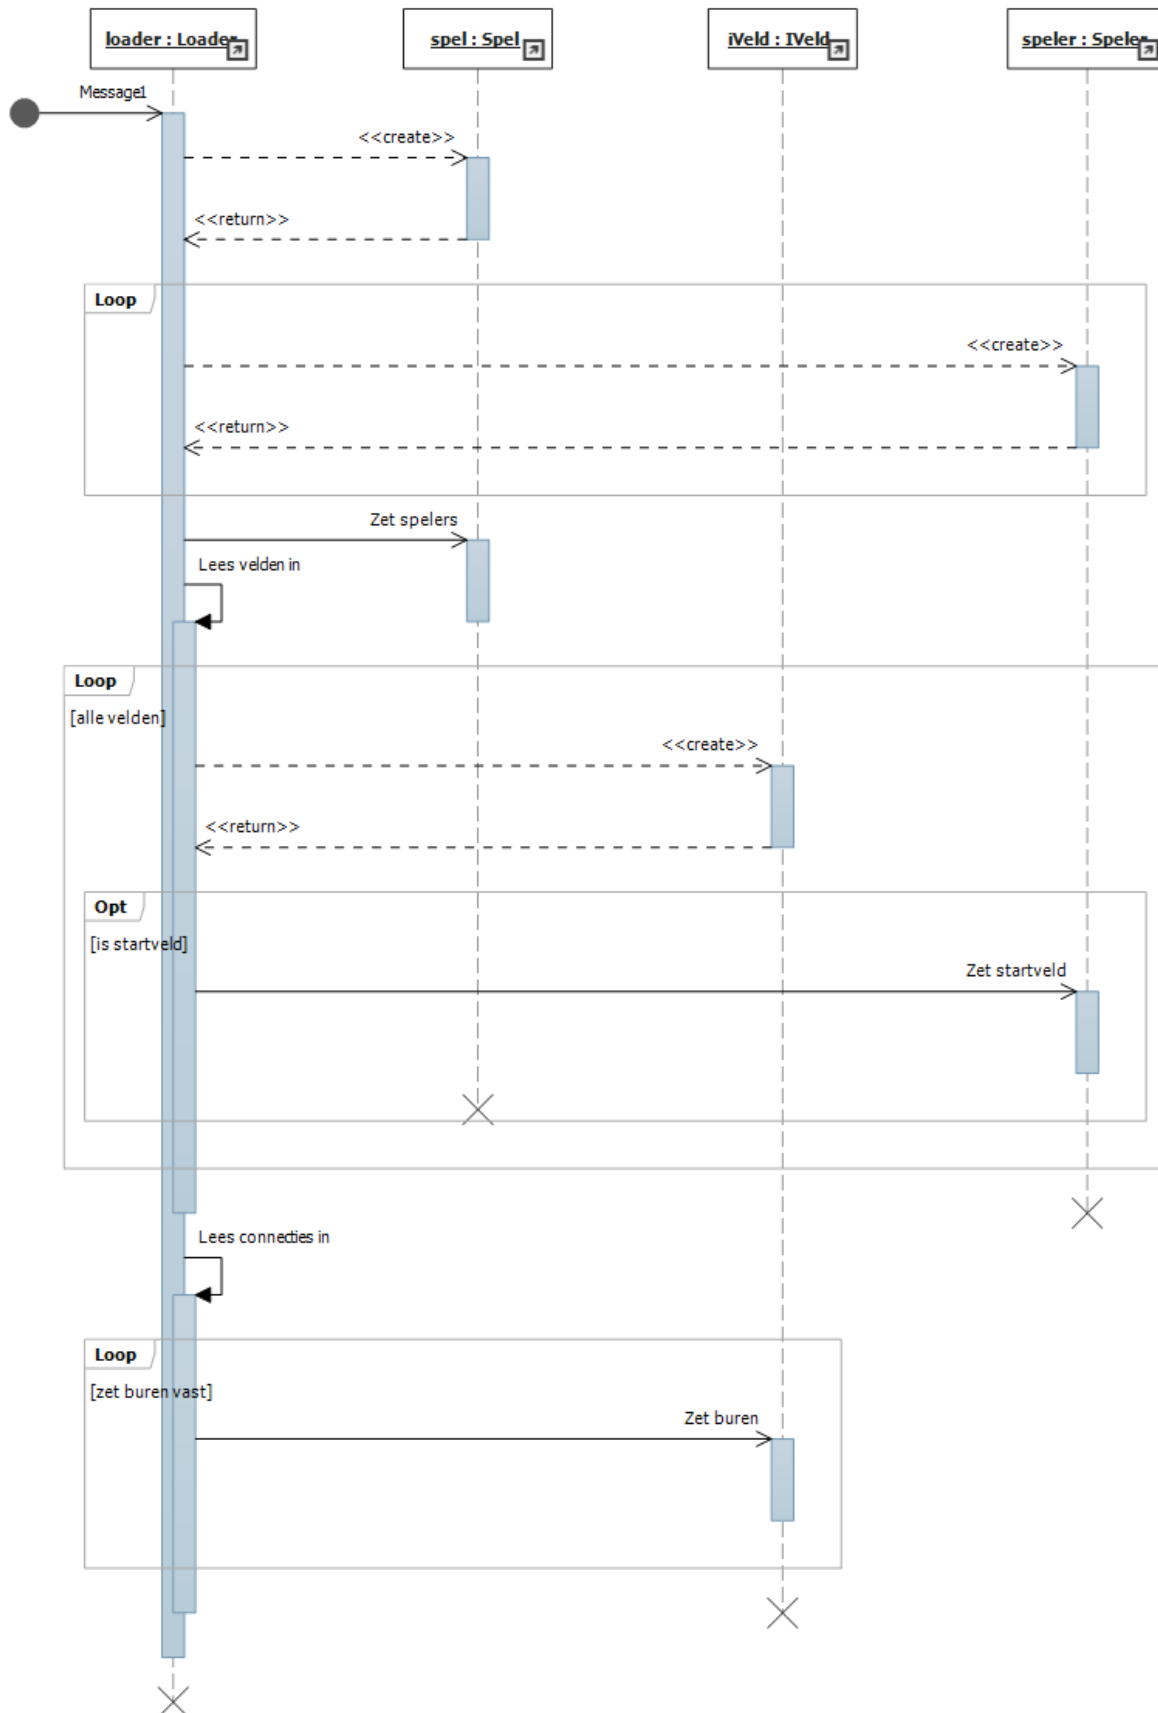 loader : Loader
spel : Spel
iVeld : IVeld
speler : Speler
Message1
<<create>>
<<return>>
Loop
<<create>>
<<return>>
Zet spelers
Lees velden in
Loop
[alle velden]
<<create>>
<<return>>
Opt
[is startveld]
Zet startveld
Lees connecties in
Loop
[zet buren vast]
Zet buren